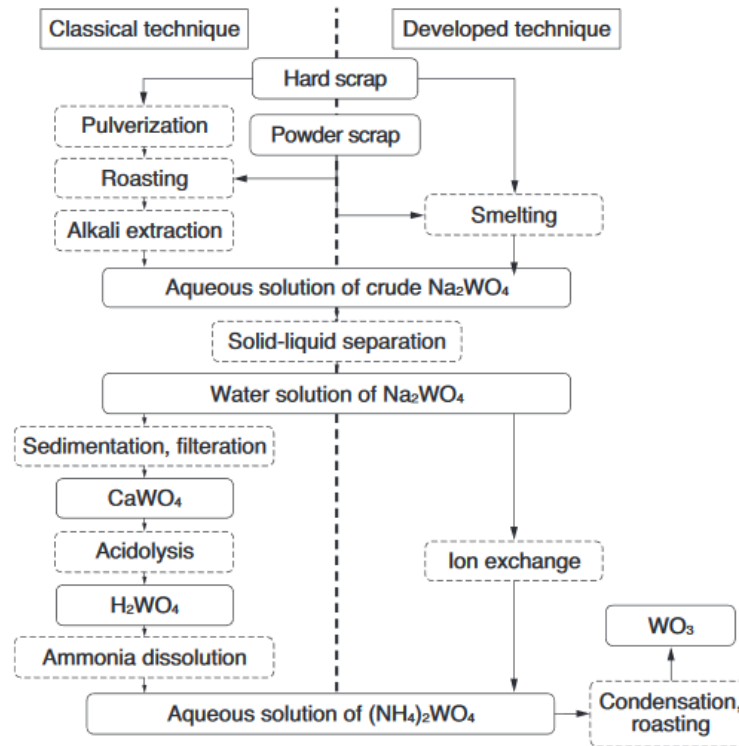 Classical technique
Developed technique
Hard scrap
Pulverization
Powder scrap
Roasting
Smelting
Alkali extraction
Aqueous solution of crude Na₂WO₄
Solid-liquid separation
Water solution of Na₂WO₄
Sedimentation, filteration
CaWO₄
Acidolysis
Ion exchange
H₂WO₄
WO₃
Ammonia dissolution
Aqueous solution of (NH₄)₂WO₄
Condensation,
roasting